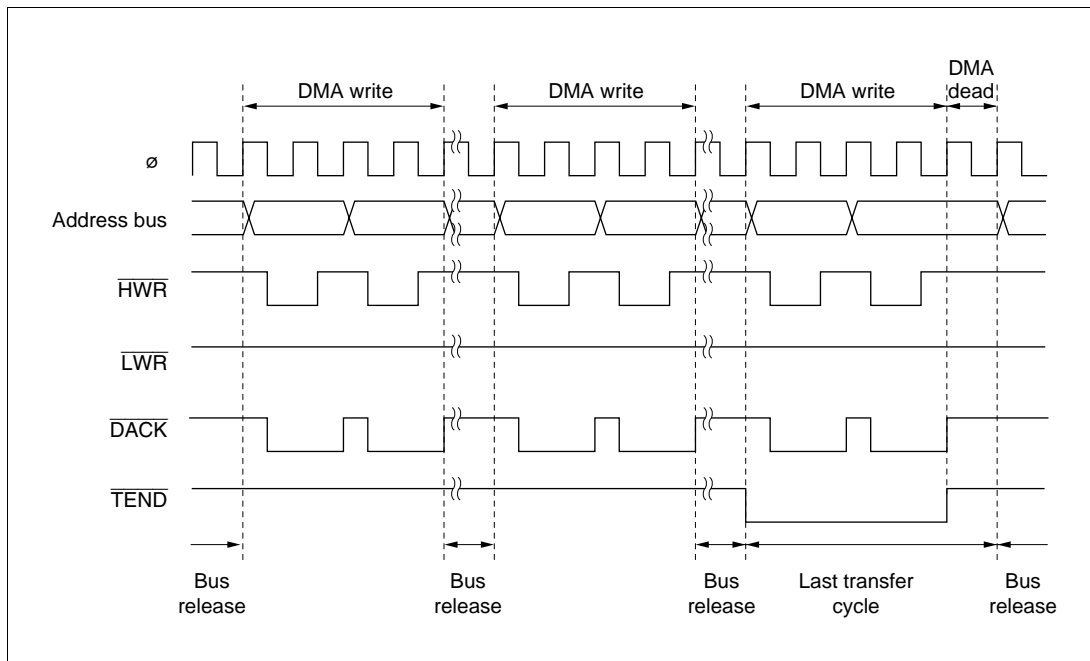 DMA
dead
DMA write DMA write DMA write
ø
Address bus
HWR
LWR
DACK
TEND
Bus release
Bus release
Bus release
Last transfer cycle
Bus release